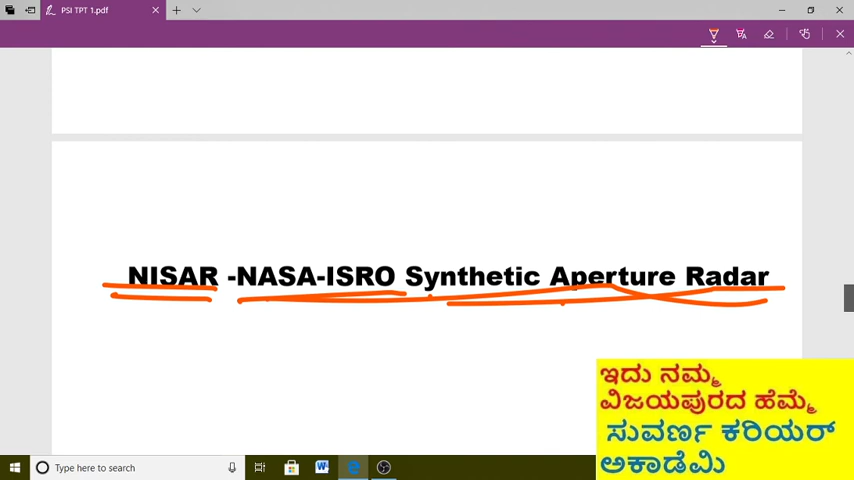 PSI TPT 1.pdf
NISAR -NASA-ISRO Synthetic Aperture Radar
ಇದು ನಮ್ಮ
ವಿಜಯಪುರದ ಹೆಮ್ಮೆ
ಸುವರ್ಣ ಕರಿಯರ್
ಅಕಾಡೆಮಿ
Type here to search